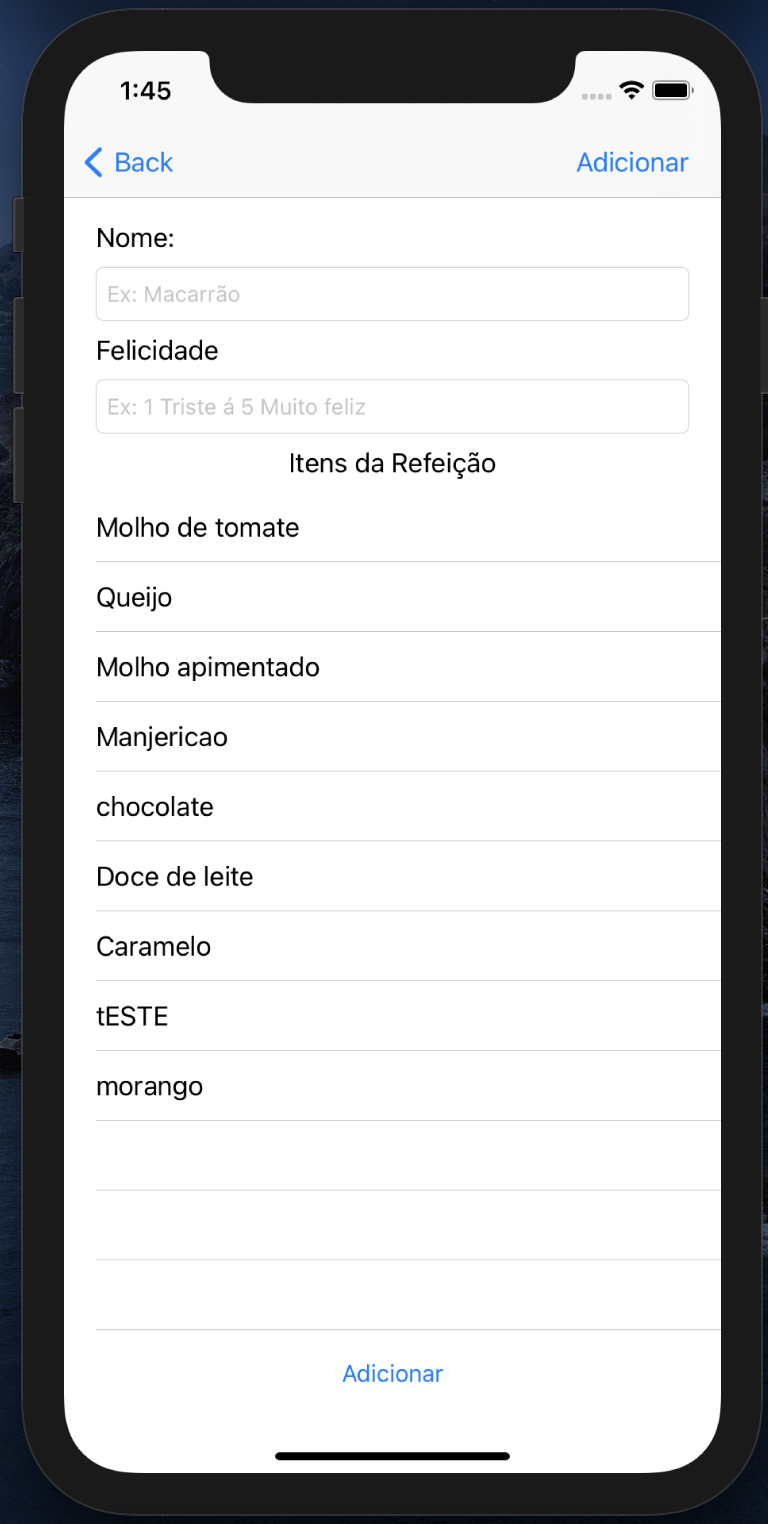 1:45
Back Adicionar
Nome:
Ex: Macarrão
Felicidade
Ex: 1 Triste á 5 Muito feliz
Itens da Refeição
Molho de tomate
Queijo
Molho apimentado
Manjericao
chocolate
Doce de leite
Caramelo
tESTE
morango
Adicionar